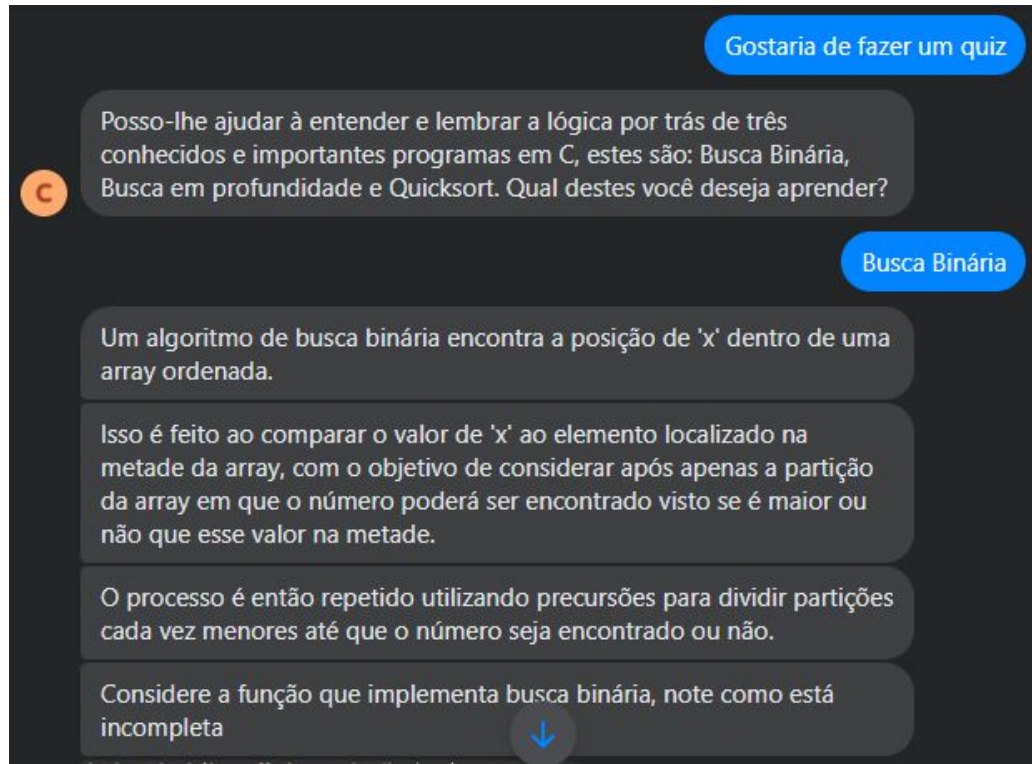 Gostaria de fazer um quiz
Posso-lhe ajudar à entender e lembrar a lógica por trás de três
conhecidos e importantes programas em C, estes são: Busca Binária,
Busca em profundidade e Quicksort. Qual destes você deseja aprender?
C
Busca Binária
Um algoritmo de busca binária encontra a posição de 'x' dentro de uma
array ordenada.
Isso é feito ao comparar o valor de 'x' ao elemento localizado na
metade da array, com o objetivo de considerar após apenas a partição
da array em que o número poderá ser encontrado visto se é maior ou
não que esse valor na metade.
O processo é então repetido utilizando precursões para dividir partições
cada vez menores até que o número seja encontrado ou não.
Considere a função que implementa busca binária, note como está
incompleta